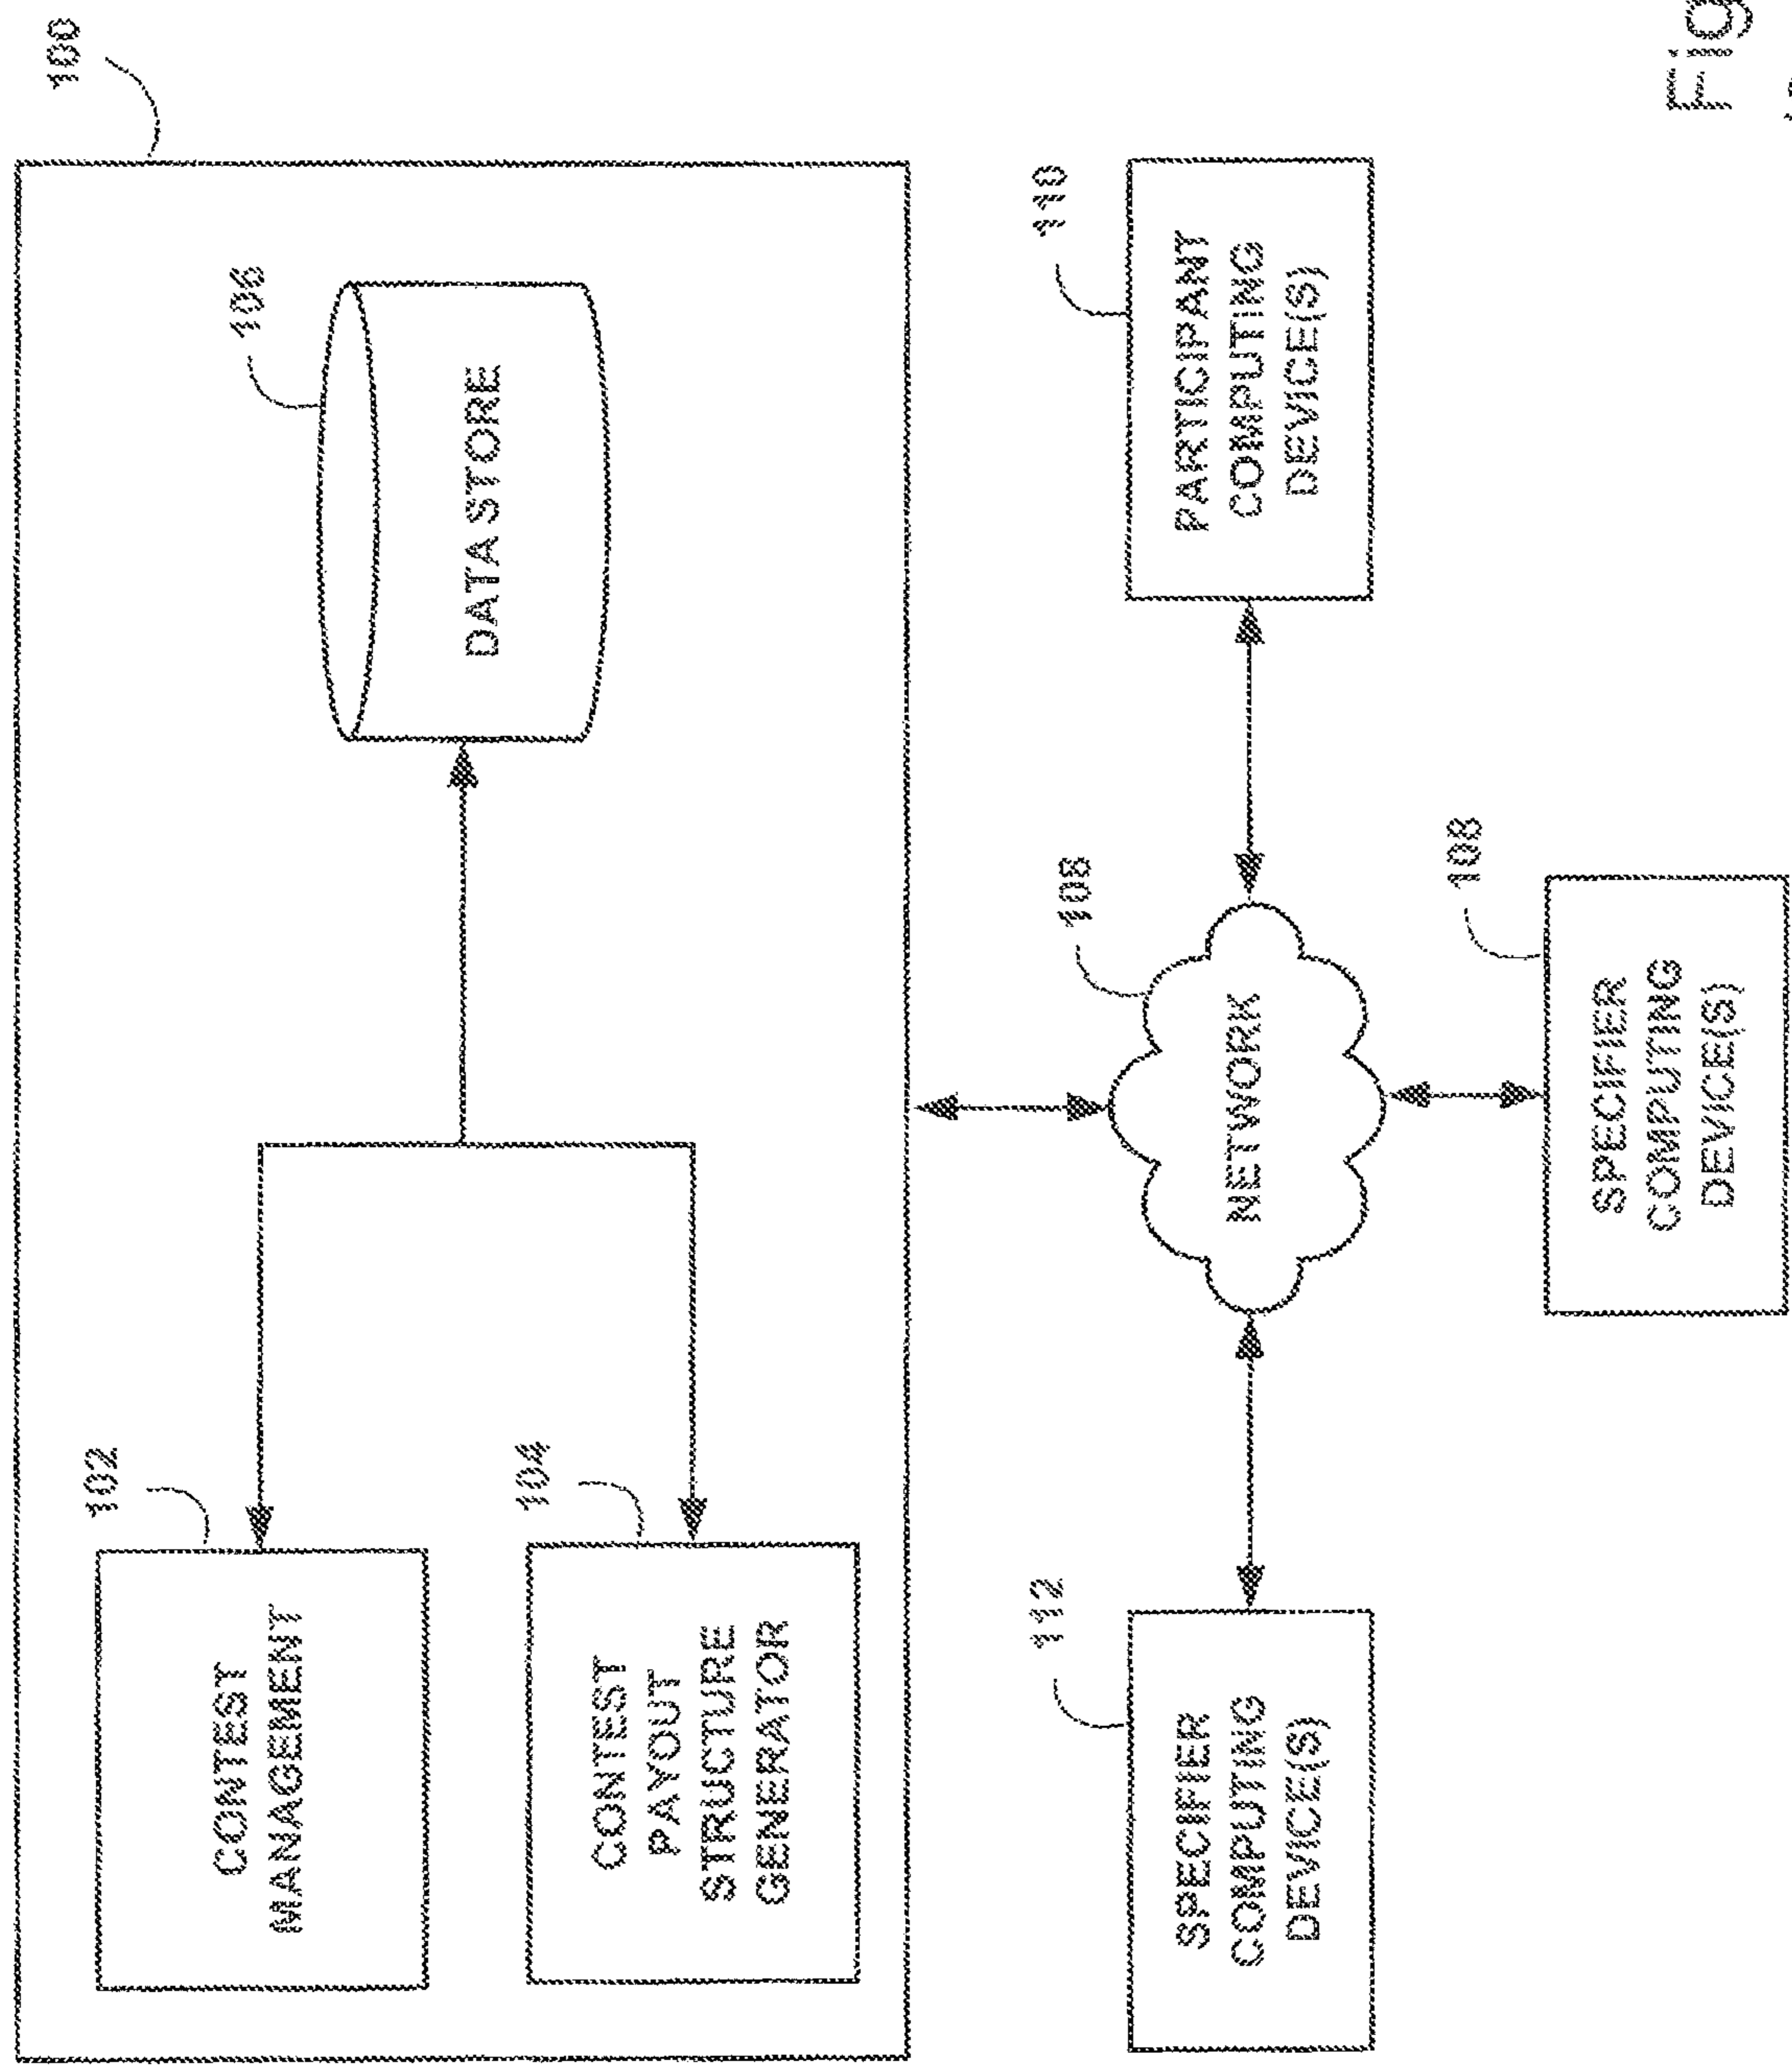 100
102
CONTEST
MANAGEMENT
106
DATA STORE
104
CONTEST
PAYOUT
STRUCTURE
GENERATOR
112
SPECIFIER
COMPUTING
DEVICE(S)
108
NETWORK
110
PARTICIPANT
COMPUTING
DEVICE(S)
108
SPECIFIER
COMPUTING
DEVICE(S)
Fig